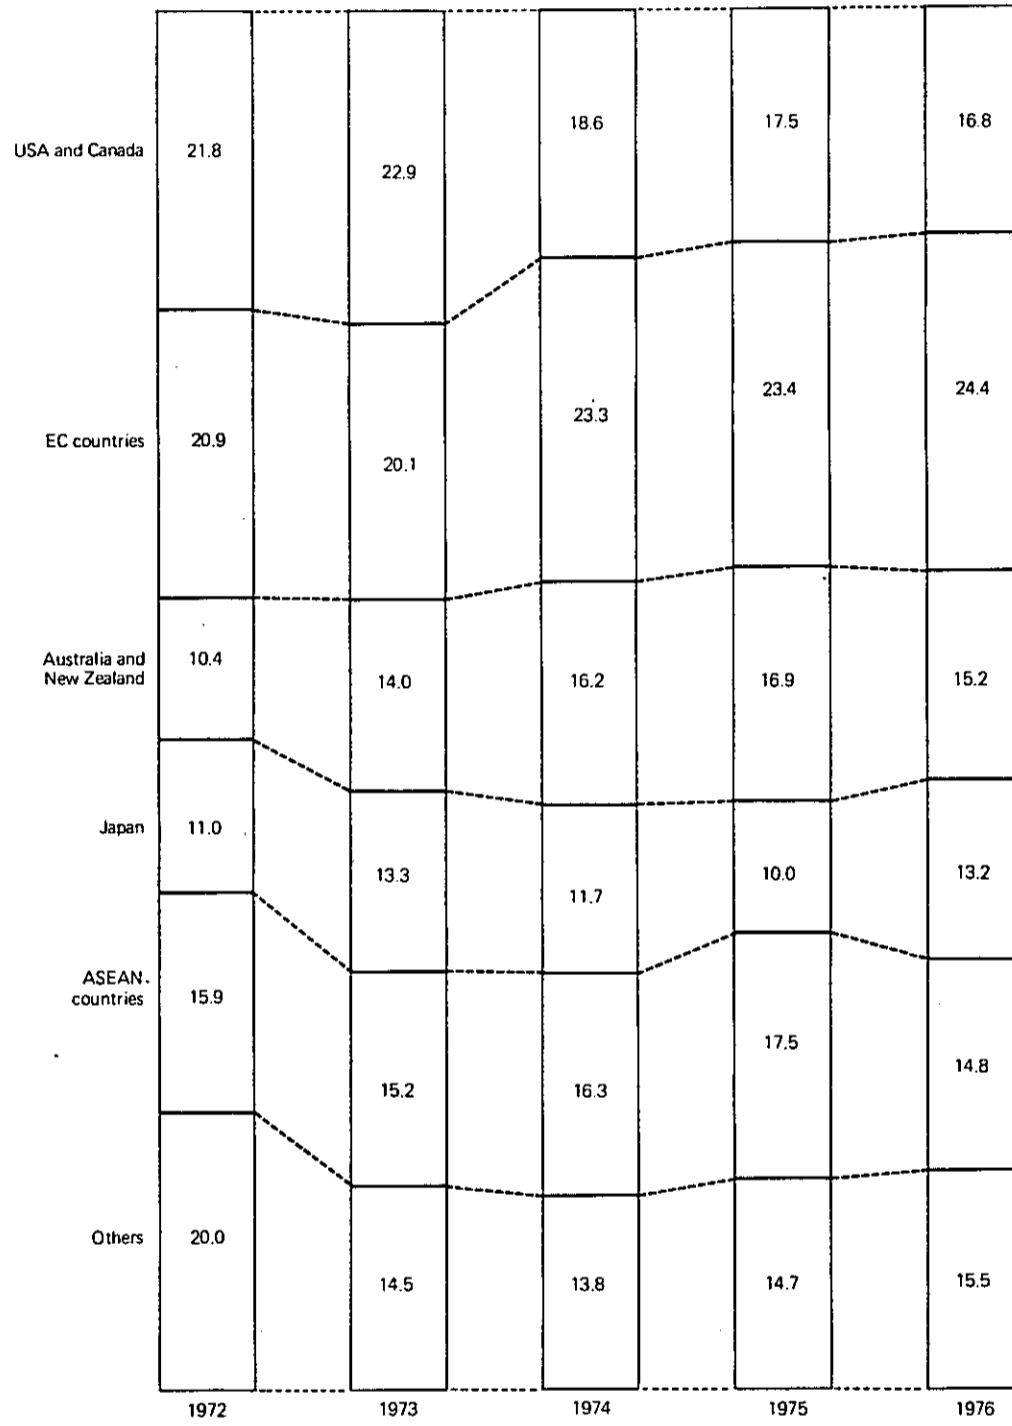 USA and Canada 21.8 22.9 18.6 17.5 16.8
EC countries 20.9 20.1 23.3 23.4 24.4
Australia and
New Zealand 10.4 14.0 16.2 16.9 15.2
Japan 11.0 13.3 11.7 10.0 13.2
ASEAN
countries 15.9 15.2 16.3 17.5 14.8
Others 20.0 14.5 13.8 14.7 15.5
1972 1973 1974 1975 1976